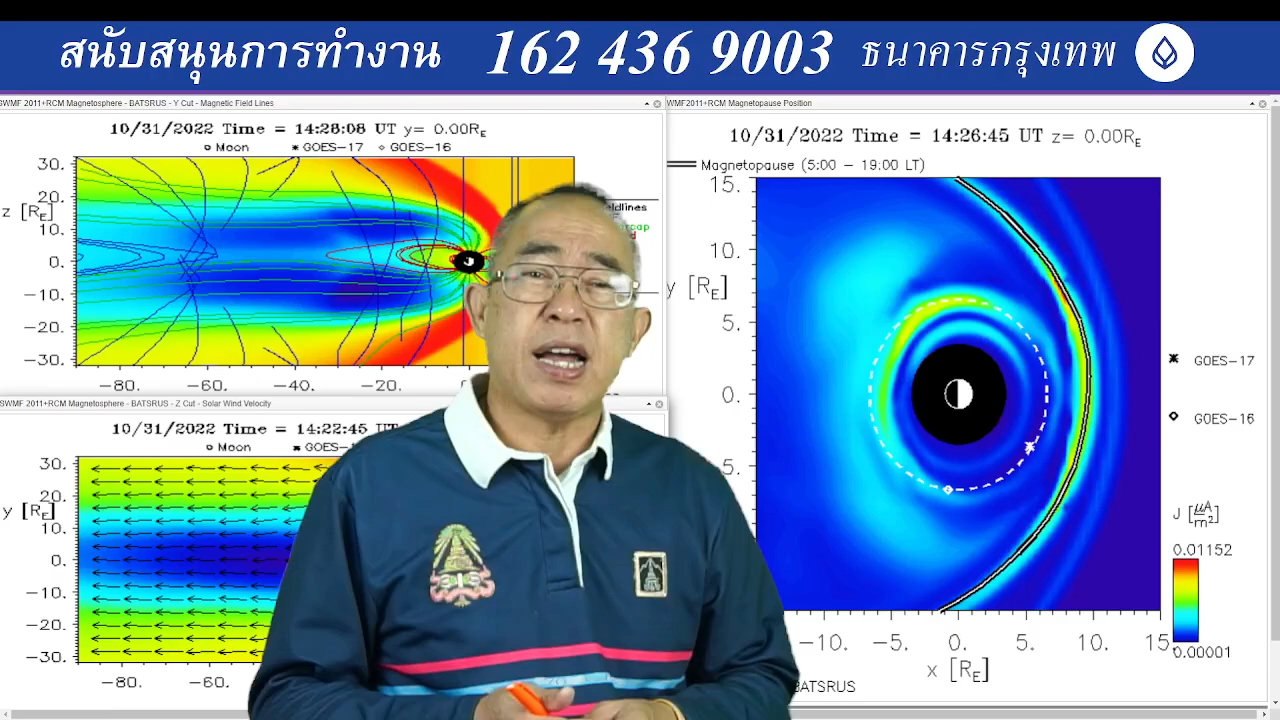 สนับสนุนการทำงาน 162 436 9003 ธนาคารกรุงเทพ
SWMF 2011+RCM Magnetosphere - BATSRUS - Y Cut - Magnetic Field Lines
10/31/2022 Time = 14:28:08 UT y= 0.00RE
Moon GOES-17 GOES-16
30.
20.
z [RE]
10.
0.
-10.
-20.
-30.
-80. -60. -40. -20.
SWMF 2011+RCM Magnetosphere - BATSRUS - Z Cut - Solar Wind Velocity
10/31/2022 Time = 14:22:45 UT
Moon
30.
20.
y [RE]
10.
0.
-10.
-20.
-30.
-80. -60.
WMF2011+RCM Magnetopause Position
10/31/2022 Time = 14:26:45 UT z= 0.00RE
Magnetopause (5:00 - 19:00 LT)
15.
10.
y [RE]
5.
0.
5.
-10. -5. 0. 5. 10. 15.
x [RE]
BATSRUS
GOES-17
GOES-16
J [μA/m2]
0.01152
0.00001